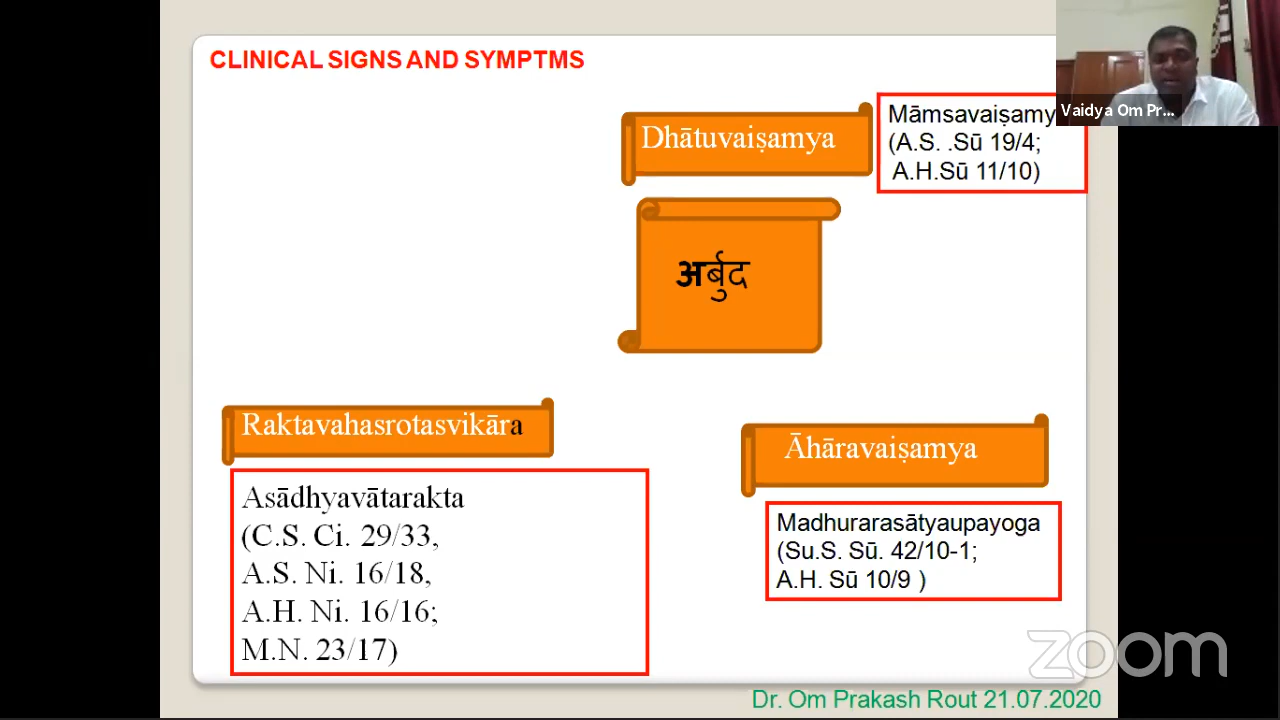 CLINICAL SIGNS AND SYMPTMS
Dhātuvaiṣamya
Māmsavaiṣamy
(A.S. .Sū 19/4;
A.H.Sū 11/10)
Vaidya Om Pr...
अर्बुद
Raktavahasrotasvikāra
Asādhyavātarakta
(C.S. Ci. 29/33,
A.S. Ni. 16/18,
A.H. Ni. 16/16;
M.N. 23/17)
Āhāravaiṣamya
Madhurarasātyaupayoga
(Su.S. Sū. 42/10-1;
A.H. Sū 10/9 )
zoom
Dr. Om Prakash Rout 21.07.2020